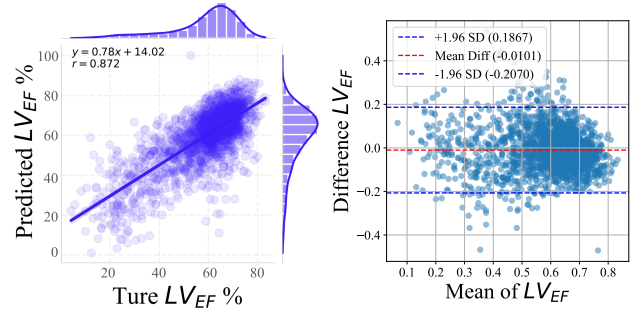 y = 0.78x + 14.02
r = 0.872
100
80
60
40
20
0
Predicted LV_EF %
20
40
60
80
Ture LV_EF %
+1.96 SD (0.1867)
Mean Diff (-0.0101)
-1.96 SD (-0.2070)
0.4
0.2
0.0
−0.2
−0.4
Difference LV_EF
0.1 0.2 0.3 0.4 0.5 0.6 0.7 0.8
Mean of LV_EF